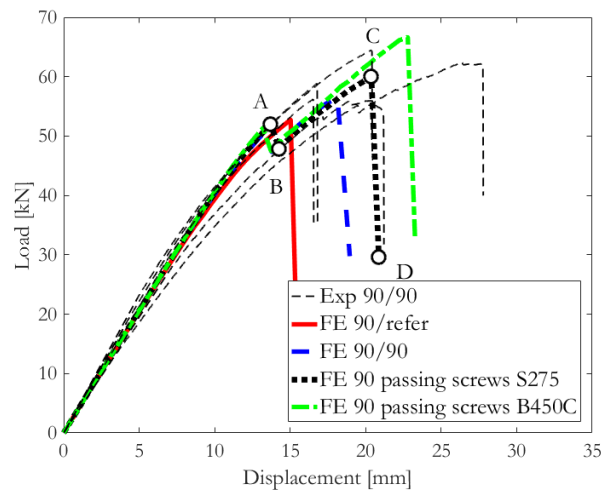 70
60
50
40
30
20
10
0
Load [kN]
A
B
C
D
Exp 90/90
FE 90/refer
FE 90/90
FE 90 passing screws S275
FE 90 passing screws B450C
0 5 10 15 20 25 30 35
Displacement [mm]